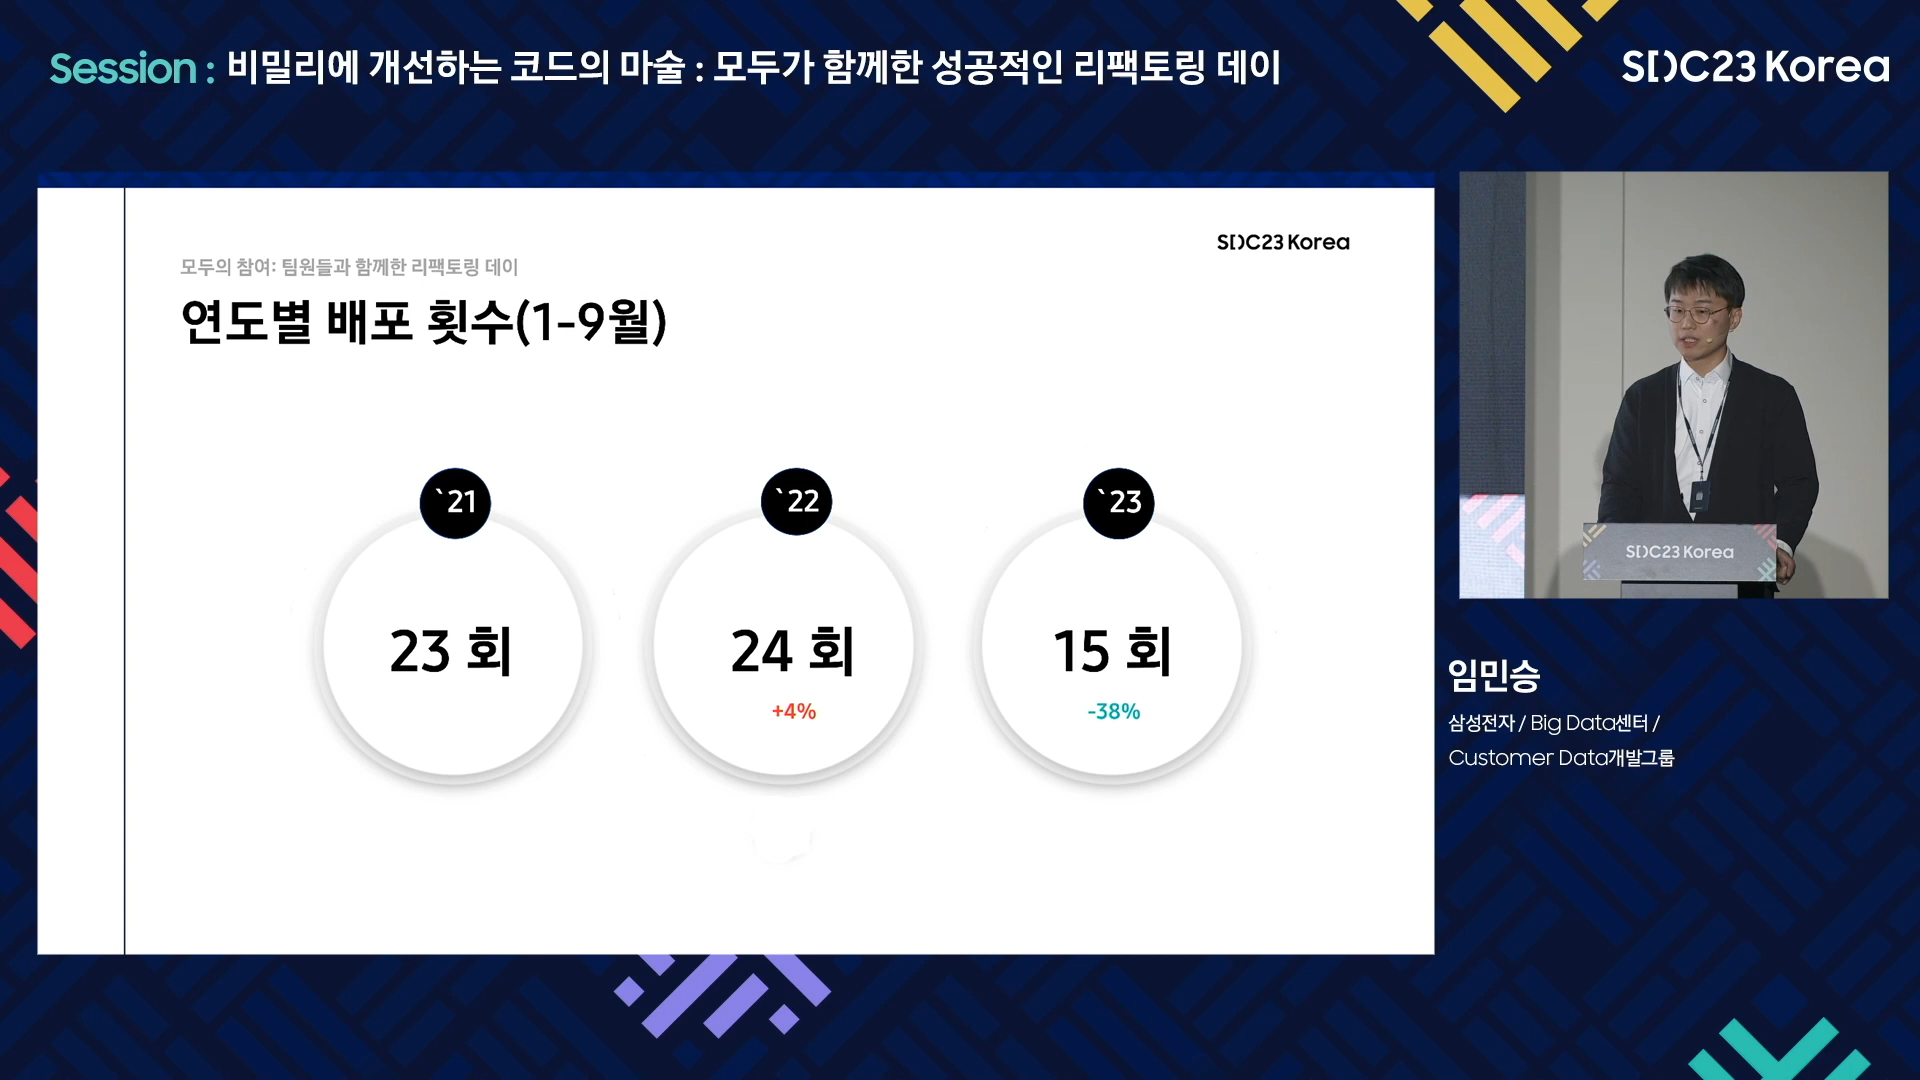 Session : 비밀리에 개선하는 코드의 마술 : 모두가 함께한 성공적인 리팩토링 데이
SDC23 Korea
SDC23 Korea
모두의 참여: 팀원들과 함께한 리팩토링 데이
연도별 배포 횟수(1-9월)
`21
`22
`23
23 회
24 회
15 회
+4%
-38%
SDC23 Korea
임민승
삼성전자 / Big Data센터 /
Customer Data개발그룹